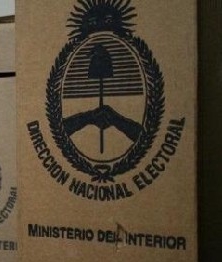 DIRECCION NACIONAL ELECTORAL
MINISTERIO DEL INTERIOR